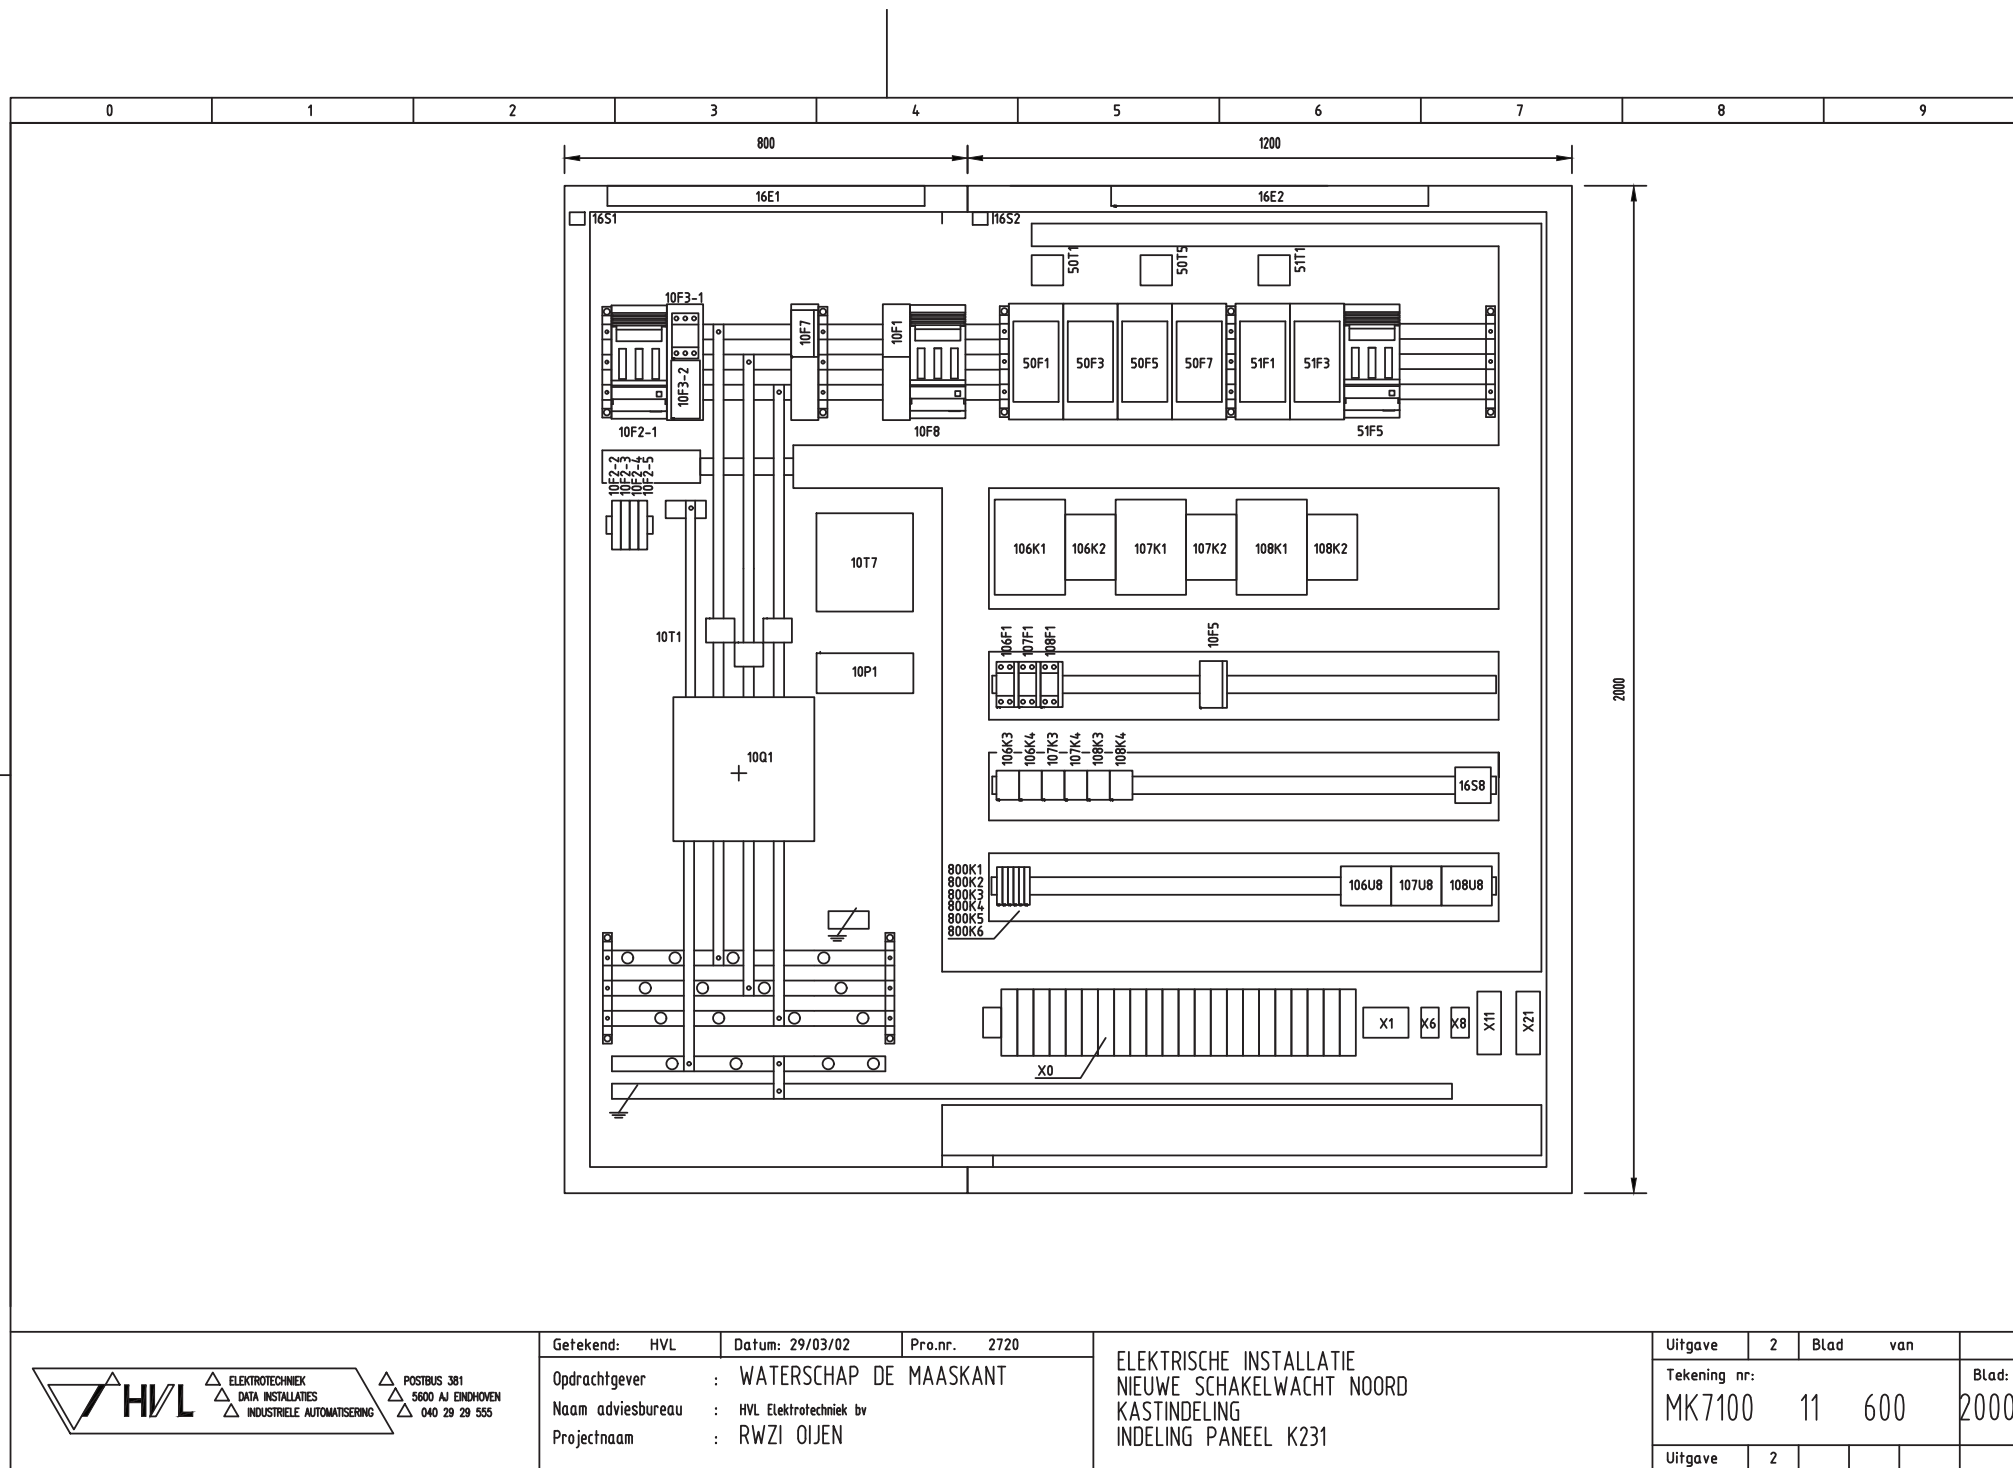 0 1 2 3 4 5 6 7 8 9
800 1200
16E1 16E2
16S1 16S2
50T1 50T5 51T1
10F3-1
10F7 10F1
50F1 50F3 50F5 50F7 51F1 51F3
10F3-2
10F2-1 10F8 51F5
10F2-2
10F2-3
10F2-4
10F2-5
106K1 106K2 107K1 107K2 108K1 108K2
10T7
10T1
106F1 107F1 108F1 10F5
10P1
2000
10Q1
106K3 106K4 107K3 107K4 108K3 108K4
16S8
800K1
800K2
800K3
800K4
800K5
800K6
106U8 107U8 108U8
X1 X6 X8 X11 X21
X0
HVL
ELEKTROTECHNIEK
DATA INSTALLATIES
INDUSTRIELE AUTOMATISERING
POSTBUS 381
5600 AJ EINDHOVEN
040 29 29 555
Getekend: HVL Datum: 29/03/02 Pro.nr. 2720
Opdrachtgever : WATERSCHAP DE MAASKANT
Naam adviesbureau : HVL Elektrotechniek bv
Projectnaam : RWZI OIJEN
ELEKTRISCHE INSTALLATIE
NIEUWE SCHAKELWACHT NOORD
KASTINDELING
INDELING PANEEL K231
Uitgave 2 Blad van
Tekening nr: Blad:
MK7100 11 600 2000
Uitgave 2